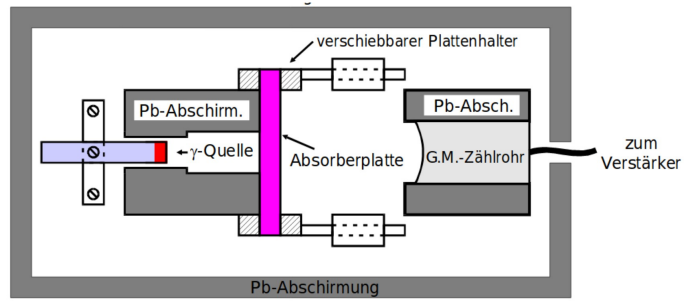 verschiebbarer Plattenhalter
Pb-Abschirm.
Pb-Absch.
γ-Quelle
Absorberplatte
G.M.-Zählrohr
zum
Verstärker
Pb-Abschirmung